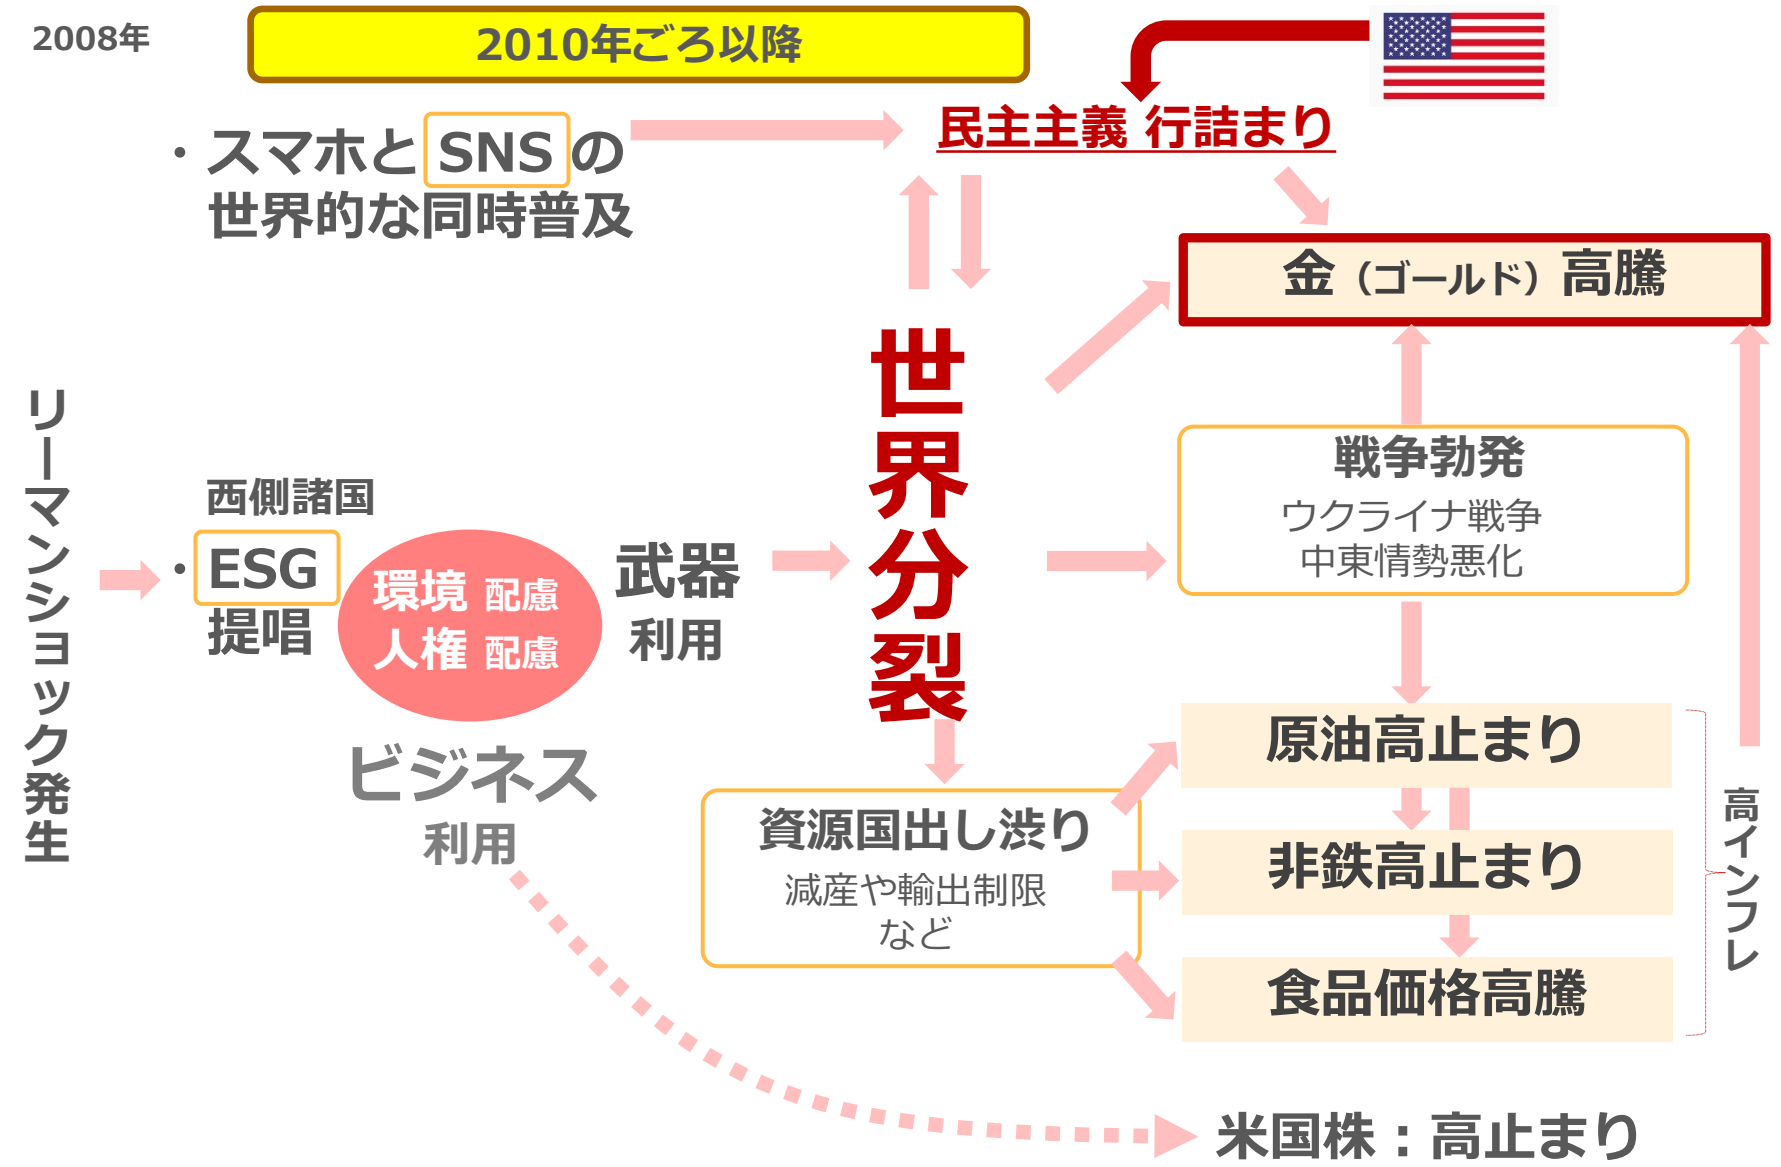 2008年
2010年ごろ以降
・スマホと SNS の
世界的な同時普及
民主主義 行詰まり
金（ゴールド）高騰
リーマンショック発生
西側諸国
・ESG
提唱
環境 配慮
人権 配慮
武器
利用
ビジネス
利用
世界分裂
戦争勃発
ウクライナ戦争
中東情勢悪化
資源国出し渋り
減産や輸出制限
など
原油高止まり
非鉄高止まり
食品価格高騰
高インフレ
米国株：高止まり